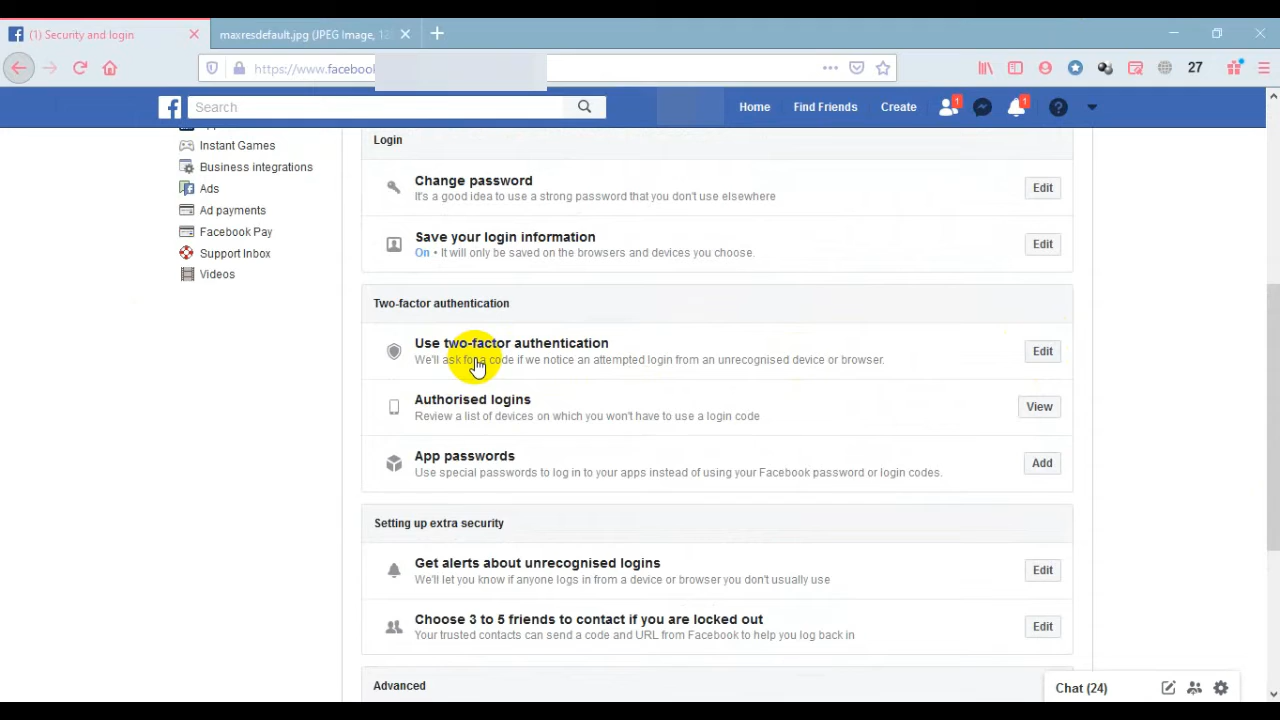 (1) Security and login
maxresdefault.jpg (JPEG Image, 12
https://www.facebook
27
Search
Home
Find Friends
Create
1
1
Instant Games
Business integrations
Ads
Ad payments
Facebook Pay
Support Inbox
Videos
Login
Change password
It's a good idea to use a strong password that you don't use elsewhere
Edit
Save your login information
On • It will only be saved on the browsers and devices you choose.
Edit
Two-factor authentication
Use two-factor authentication
We'll ask for a code if we notice an attempted login from an unrecognised device or browser.
Edit
Authorised logins
Review a list of devices on which you won't have to use a login code
View
App passwords
Use special passwords to log in to your apps instead of using your Facebook password or login codes.
Add
Setting up extra security
Get alerts about unrecognised logins
We'll let you know if anyone logs in from a device or browser you don't usually use
Edit
Choose 3 to 5 friends to contact if you are locked out
Your trusted contacts can send a code and URL from Facebook to help you log back in
Edit
Advanced
Chat (24)